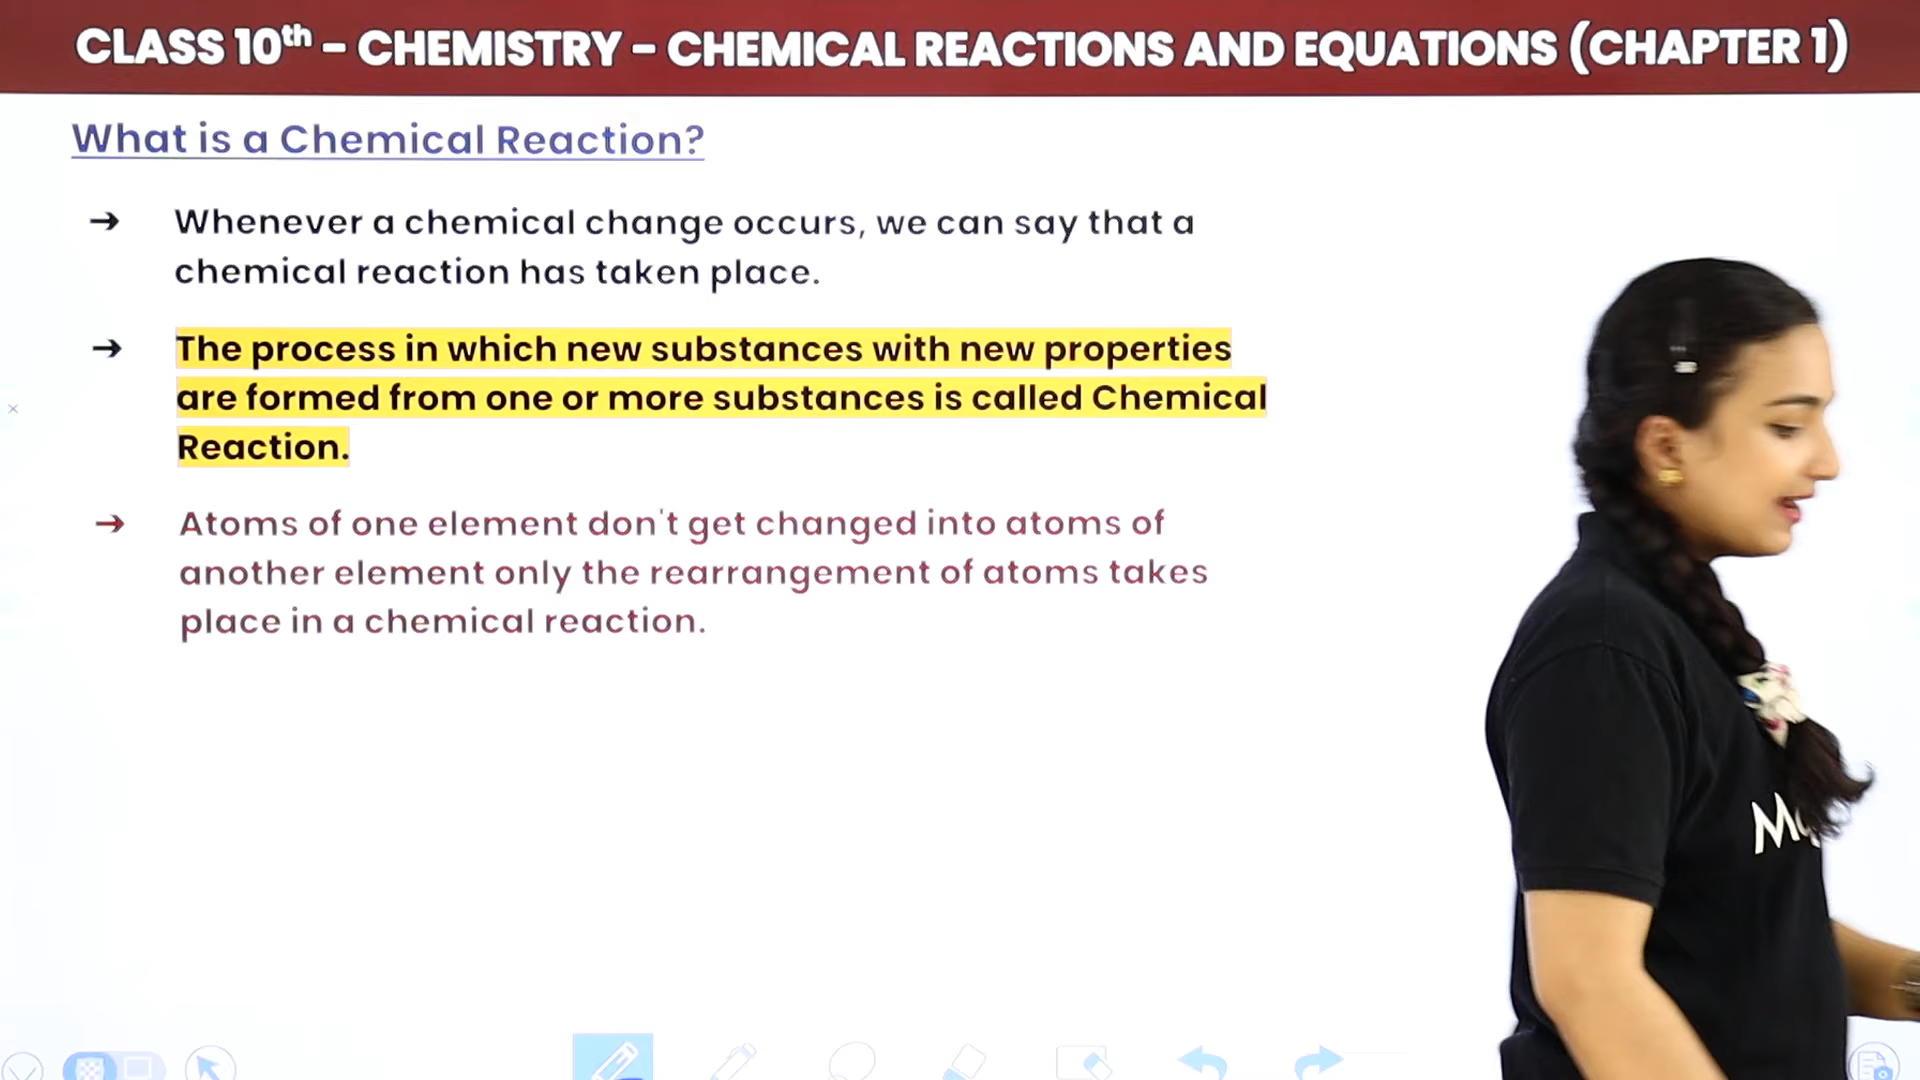 CLASS 10th - CHEMISTRY - CHEMICAL REACTIONS AND EQUATIONS (CHAPTER 1)
What is a Chemical Reaction?
➔ Whenever a chemical change occurs, we can say that a
chemical reaction has taken place.
➔ The process in which new substances with new properties
are formed from one or more substances is called Chemical
Reaction.
➔ Atoms of one element don't get changed into atoms of
another element only the rearrangement of atoms takes
place in a chemical reaction.